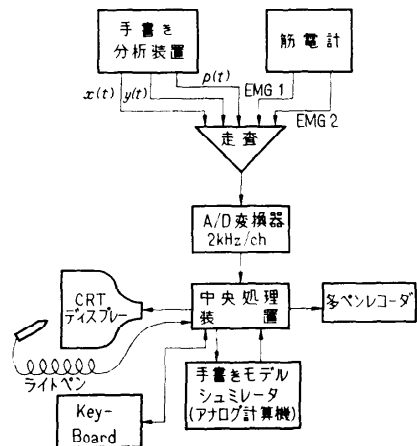 手書き
分析装置
筋電計
x(t)
y(t)
p(t)
EMG 1
EMG 2
走査
A/D変換器
2kHz/ch
CRT
ディスプレー
中央処理
装置
多ペンレコーダ
ライトペン
手書きモデル
シュミレータ
(アナログ計算機)
Key-
Board